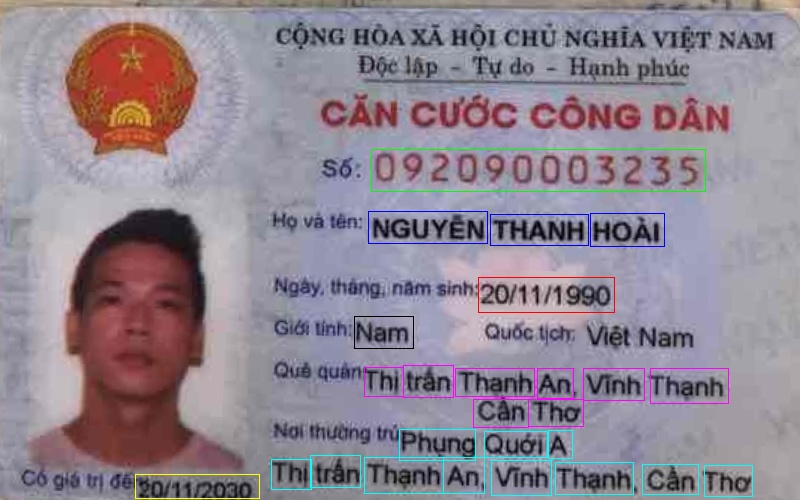 CỘNG HÒA XÃ HỘI CHỦ NGHĨA VIỆT NAM
Độc lập - Tự do - Hạnh phúc
CĂN CƯỚC CÔNG DÂN
Số: 092090003235
Họ và tên: NGUYỄN THANH HOÀI
Ngày, tháng, năm sinh: 20/11/1990
Giới tính: Nam Quốc tịch: Việt Nam
Quê quán: Thị trấn Thạnh An, Vĩnh Thạnh
Cần Thơ
Nơi thường trú: Phụng Quới A
Thị trấn Thạnh An, Vĩnh Thạnh, Cần Thơ
Có giá trị đến 20/11/2030